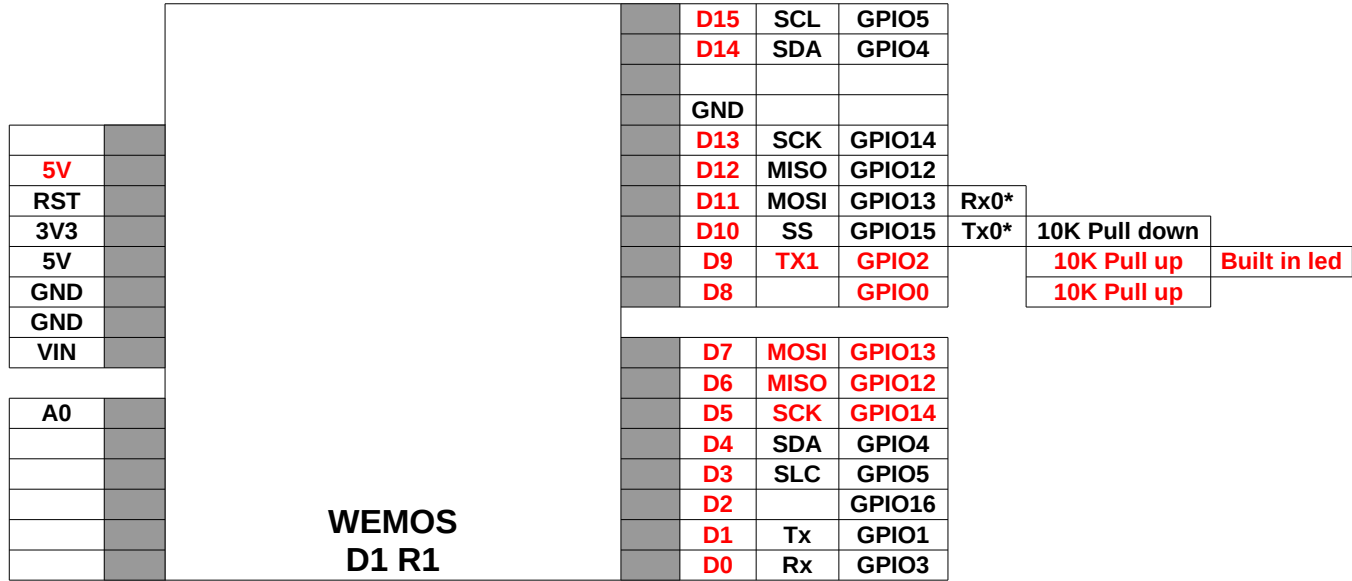 D15 SCL GPIO5
D14 SDA GPIO4
GND
D13 SCK GPIO14
5V D12 MISO GPIO12
RST D11 MOSI GPIO13 Rx0*
3V3 D10 SS GPIO15 Tx0* 10K Pull down
5V D9 TX1 GPIO2 10K Pull up Built in led
GND D8 GPIO0 10K Pull up
GND
VIN D7 MOSI GPIO13
D6 MISO GPIO12
A0 D5 SCK GPIO14
D4 SDA GPIO4
D3 SLC GPIO5
D2 GPIO16
WEMOS
D1 R1
D1 Tx GPIO1
D0 Rx GPIO3